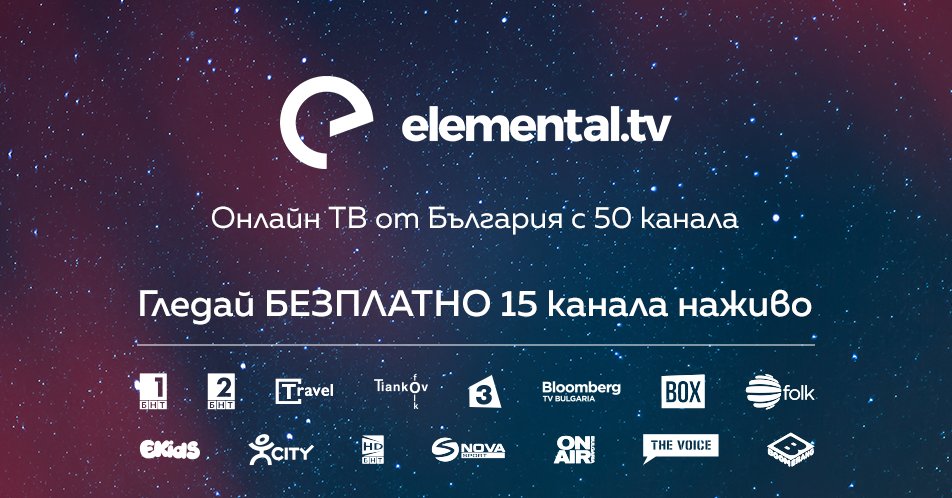 elemental.tv
Онлайн ТВ от България с 50 канала
Гледай БЕЗПЛАТНО 15 канала наживо
1 БНТ
2 БНТ
Travel
Tiankov folk
3
Bloomberg
TV BULGARIA
BOX
folk
EKids
CITY
HD БНТ
NOVA
SPORT
ON
AIR
THE VOICE
BOOMERANG